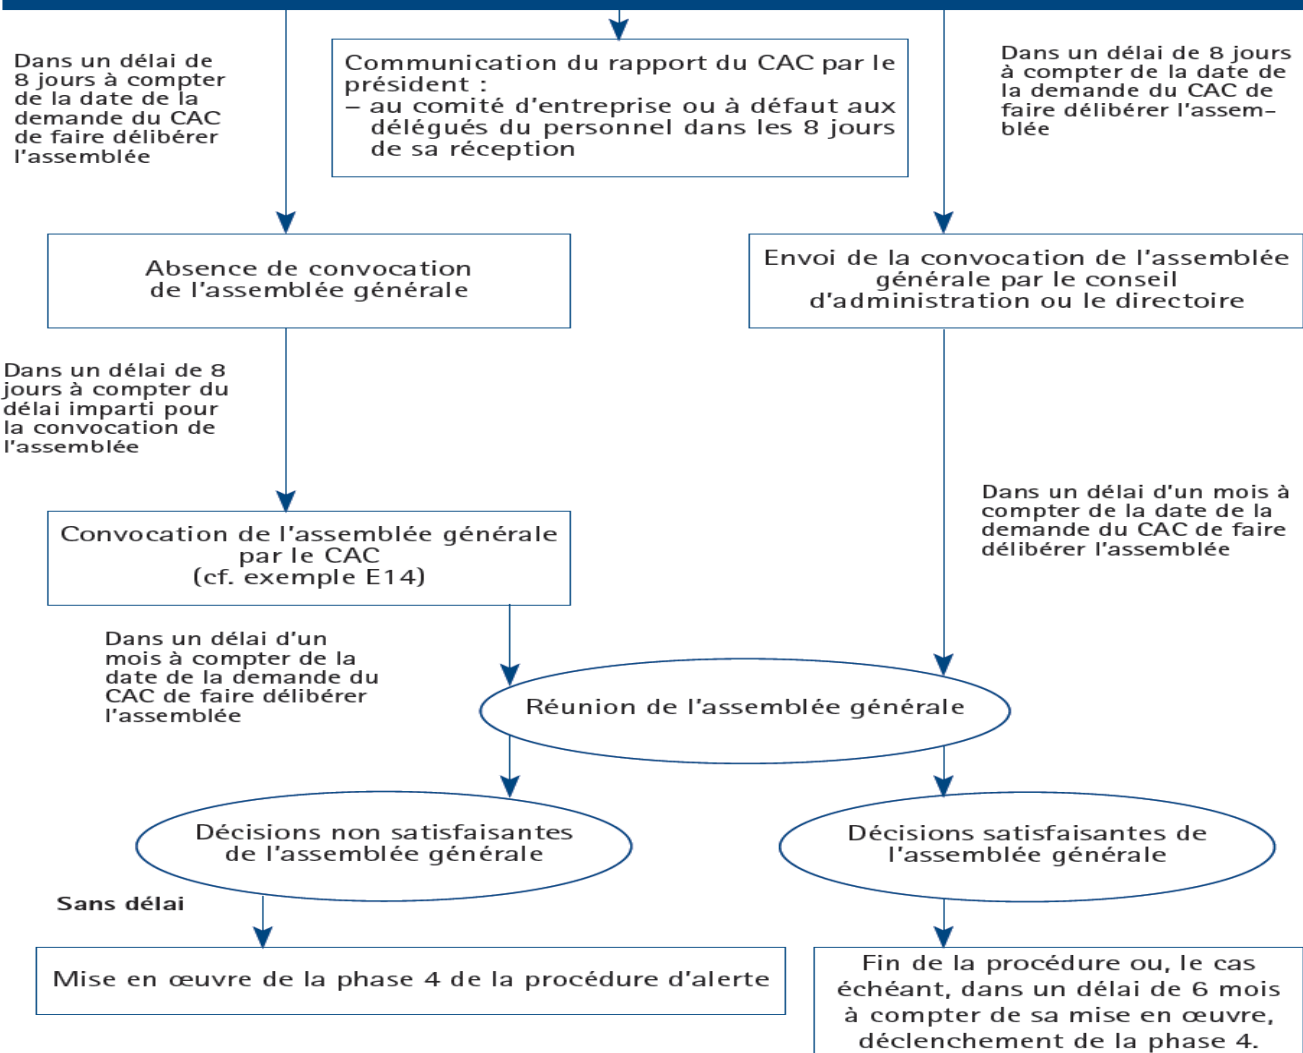 Dans un délai de
8 jours à compter
de la date de la
demande du CAC
de faire délibérer
l'assemblée
Communication du rapport du CAC par le
président :
– au comité d'entreprise ou à défaut aux
délégués du personnel dans les 8 jours
de sa réception
Dans un délai de 8 jours
à compter de la date de
la demande du CAC de
faire délibérer l'assem-
blée
Absence de convocation
de l'assemblée générale
Envoi de la convocation de l'assemblée
générale par le conseil
d'administration ou le directoire
Dans un délai de 8
jours à compter du
délai imparti pour
la convocation de
l'assemblée
Convocation de l'assemblée générale
par le CAC
(cf. exemple E14)
Dans un délai d'un mois à
compter de la date de la
demande du CAC de faire
délibérer l'assemblée
Dans un délai d'un
mois à compter de la
date de la demande du
CAC de faire délibérer
l'assemblée
Réunion de l'assemblée générale
Décisions non satisfaisantes
de l'assemblée générale
Décisions satisfaisantes de
l'assemblée générale
Sans délai
Mise en œuvre de la phase 4 de la procédure d'alerte
Fin de la procédure ou, le cas
échéant, dans un délai de 6 mois
à compter de sa mise en œuvre,
déclenchement de la phase 4.